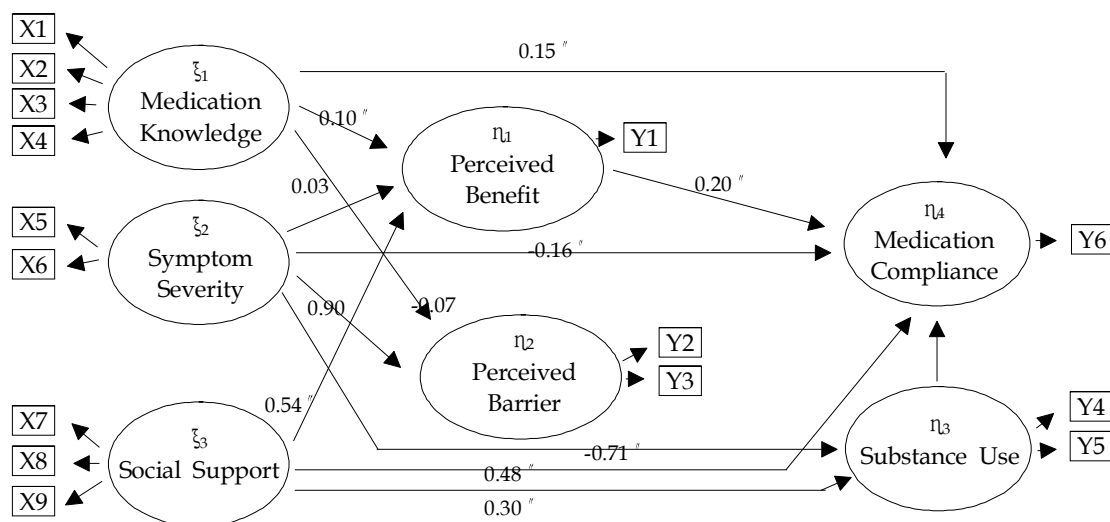 X1
X2
X3
X4
ξ1
Medication
Knowledge
0.15 ″
0.10 ″
0.03
η1
Perceived
Benefit
Y1
0.20 ″
X5
X6
ξ2
Symptom
Severity
-0.16 ″
0.90
-0.07
η4
Medication
Compliance
Y6
η2
Perceived
Barrier
Y2
Y3
0.54 ″
X7
X8
X9
ξ3
Social Support
-0.71 ″
0.48 ″
0.30 ″
η3
Substance Use
Y4
Y5